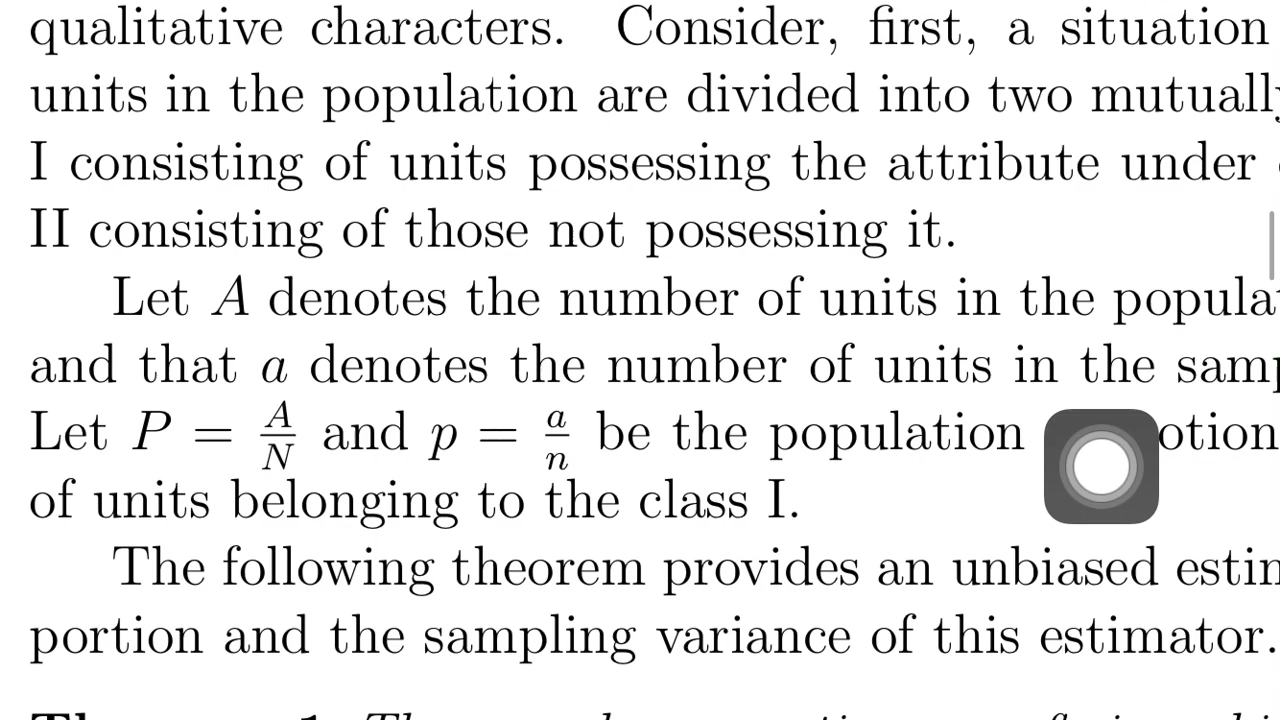 qualitative characters. Consider, first, a situation
units in the population are divided into two mutually
I consisting of units possessing the attribute under
II consisting of those not possessing it.
Let A denotes the number of units in the populat
and that a denotes the number of units in the samp
Let P = A/N and p = a/n be the population otion
of units belonging to the class I.
The following theorem provides an unbiased estim
portion and the sampling variance of this estimator.